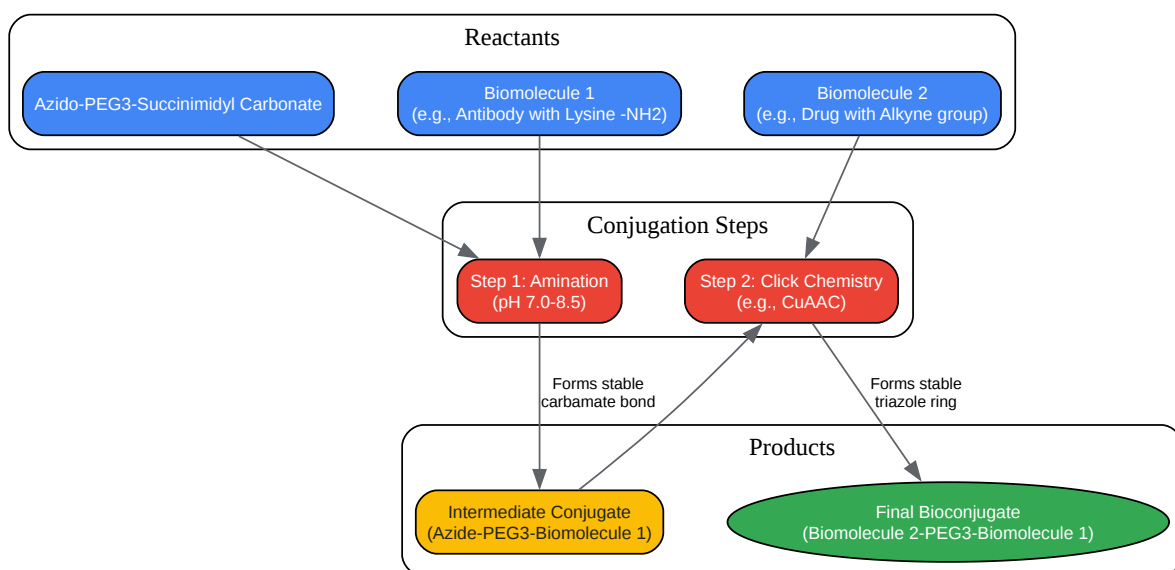 Reactants
Azido-PEG3-Succinimidyl Carbonate
Biomolecule 1
(e.g., Antibody with Lysine -NH2)
Biomolecule 2
(e.g., Drug with Alkyne group)
Conjugation Steps
Step 1: Amination
(pH 7.0-8.5)
Step 2: Click Chemistry
(e.g., CuAAC)
Forms stable
carbamate bond
Forms stable
triazole ring
Products
Intermediate Conjugate
(Azide-PEG3-Biomolecule 1)
Final Bioconjugate
(Biomolecule 2-PEG3-Biomolecule 1)